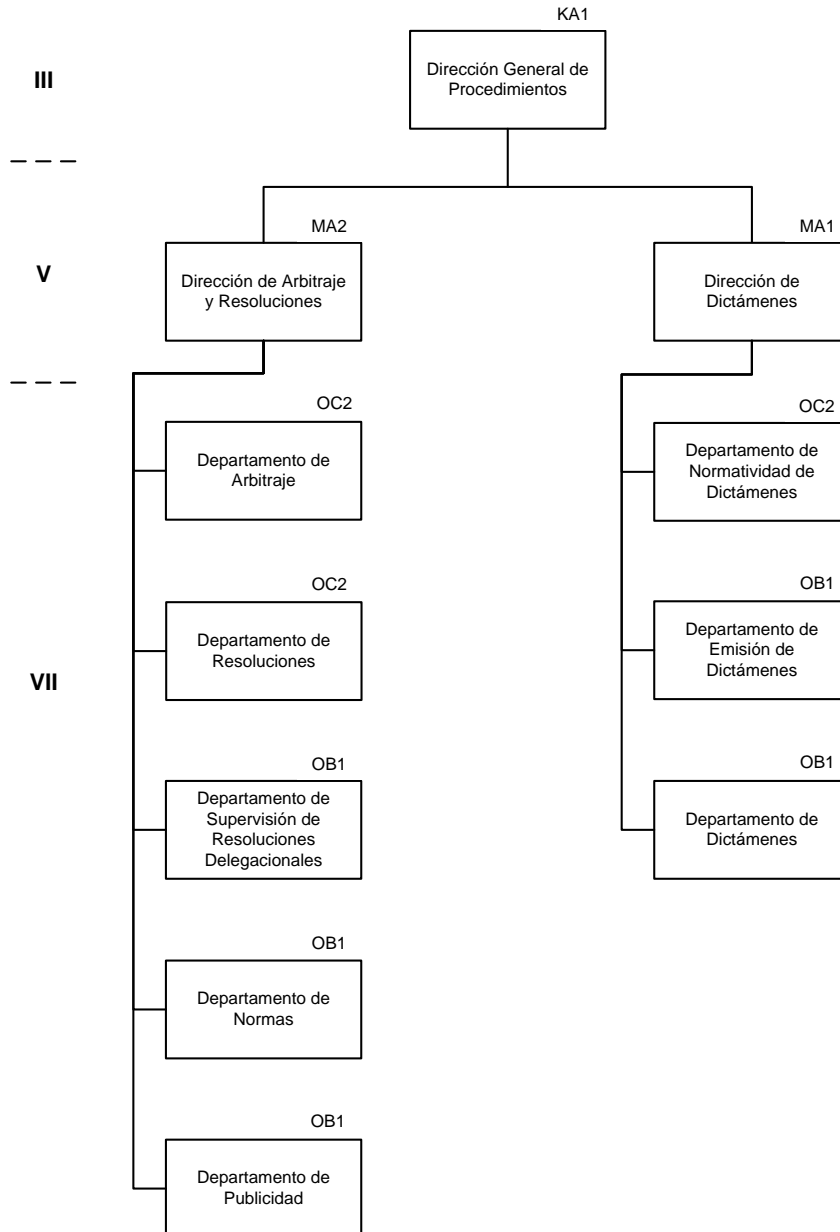 KA1
Dirección General de
Procedimientos
III
MA2
Dirección de Arbitraje
y Resoluciones
MA1
Dirección de
Dictámenes
V
OC2
Departamento de
Arbitraje
OC2
Departamento de
Normatividad de
Dictámenes
OC2
Departamento de
Resoluciones
OB1
Departamento de
Emisión de
Dictámenes
VII
OB1
Departamento de
Supervisión de
Resoluciones
Delegacionales
OB1
Departamento de
Dictámenes
OB1
Departamento de
Normas
OB1
Departamento de
Publicidad